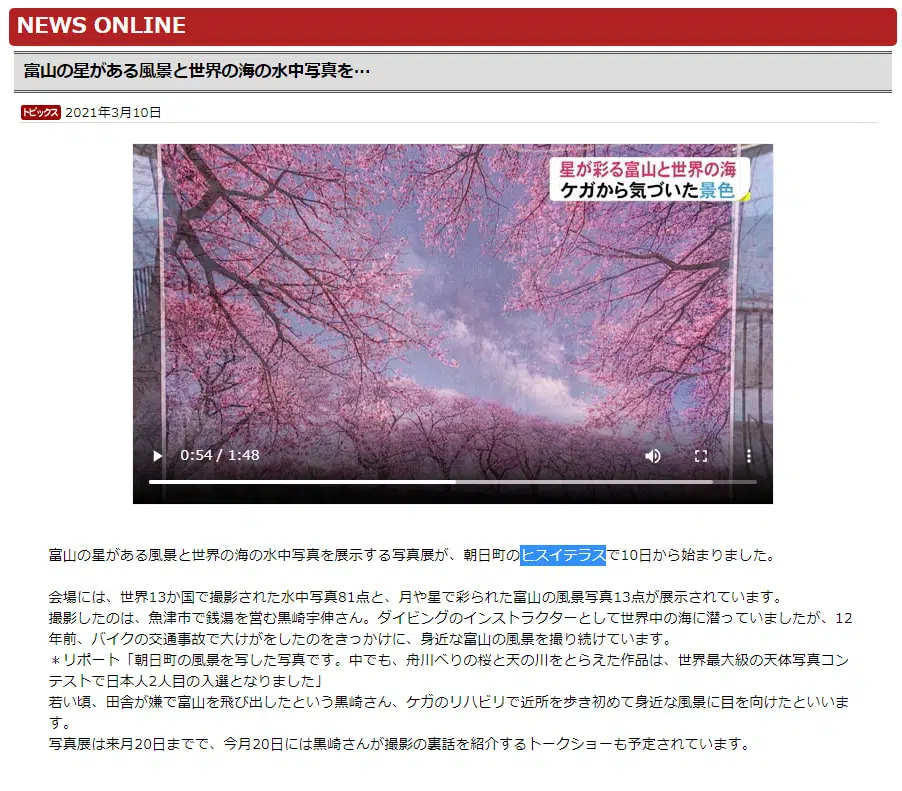 NEWS ONLINE
富山の星がある風景と世界の海の水中写真を…
トピックス 2021年3月10日
星が彩る富山と世界の海
ケガから気づいた景色
0:54 / 1:48
富山の星がある風景と世界の海の水中写真を展示する写真展が、朝日町のヒスイテラスで10日から始まりました。
会場には、世界13か国で撮影された水中写真81点と、月や星で彩られた富山の風景写真13点が展示されています。
撮影したのは、魚津市で銭湯を営む黒崎宇伸さん。ダイビングのインストラクターとして世界中の海に潜っていましたが、12
年前、バイクの交通事故で大けがをしたのをきっかけに、身近な富山の風景を撮り続けています。
＊リポート「朝日町の風景を写した写真です。中でも、舟川べりの桜と天の川をとらえた作品は、世界最大級の天体写真コン
テストで日本人2人目の入選となりました」
若い頃、田舎が嫌で富山を飛び出したという黒崎さん、ケガのリハビリで近所を歩き初めて身近な風景に目を向けたといいま
す。
写真展は来月20日までで、今月20日には黒崎さんが撮影の裏話を紹介するトークショーも予定されています。